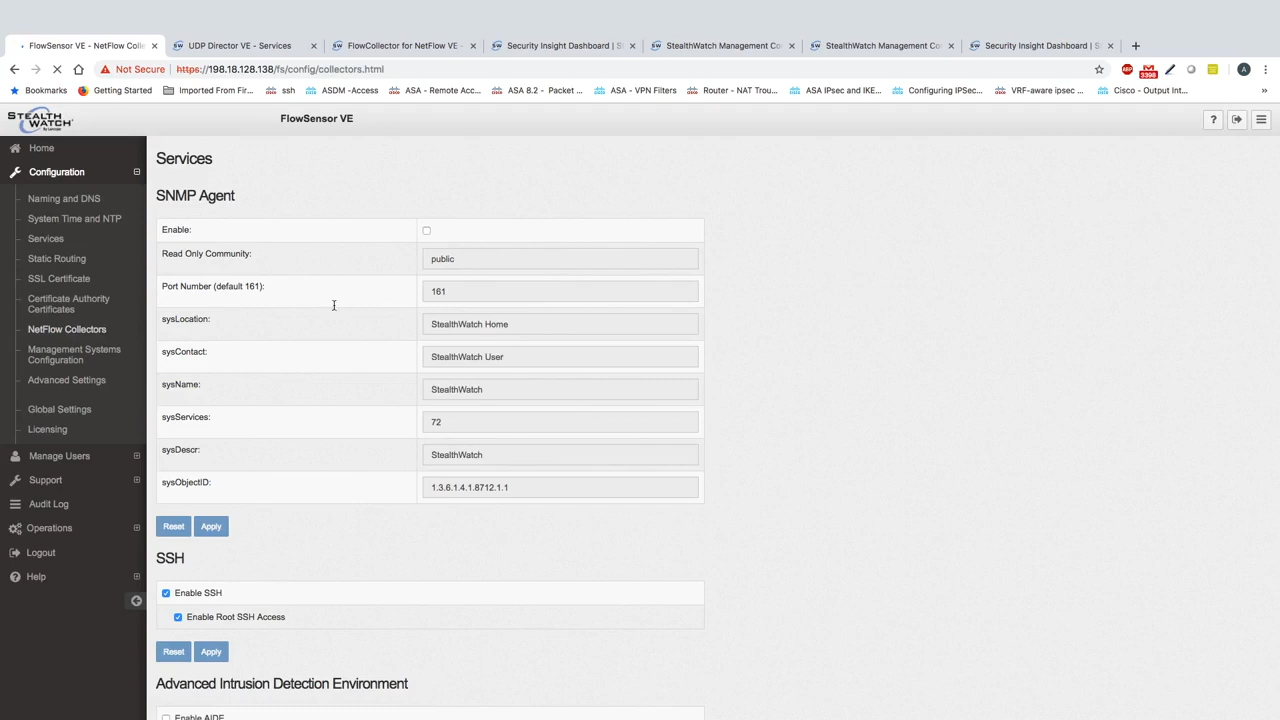 FlowSensor VE - NetFlow Colle
UDP Director VE - Services
FlowCollector for NetFlow VE -
Security Insight Dashboard | S
StealthWatch Management Co
StealthWatch Management Co
Security Insight Dashboard | S
Not Secure
https://198.18.128.138/fs/config/collectors.html
ABP
3398
A
Bookmarks
Getting Started
Imported From Fir...
ssh
ASDM -Access
ASA - Remote Acc...
ASA 8.2 - Packet ...
ASA - VPN Filters
Router - NAT Trou...
ASA IPsec and IKE...
Configuring IPSec...
VRF-aware ipsec ...
Cisco - Output Int...
»
STEALTH
WATCH
By Lancope
FlowSensor VE
?
Home
Configuration
Naming and DNS
System Time and NTP
Services
Static Routing
SSL Certificate
Certificate Authority
Certificates
NetFlow Collectors
Management Systems
Configuration
Advanced Settings
Global Settings
Licensing
Manage Users
Support
Audit Log
Operations
Logout
Help
Services
SNMP Agent
Enable:
Read Only Community:
public
Port Number (default 161):
161
sysLocation:
StealthWatch Home
sysContact:
StealthWatch User
sysName:
StealthWatch
sysServices:
72
sysDescr:
StealthWatch
sysObjectID:
1.3.6.1.4.1.8712.1.1
Reset
Apply
SSH
Enable SSH
Enable Root SSH Access
Reset
Apply
Advanced Intrusion Detection Environment
Enable AIDE